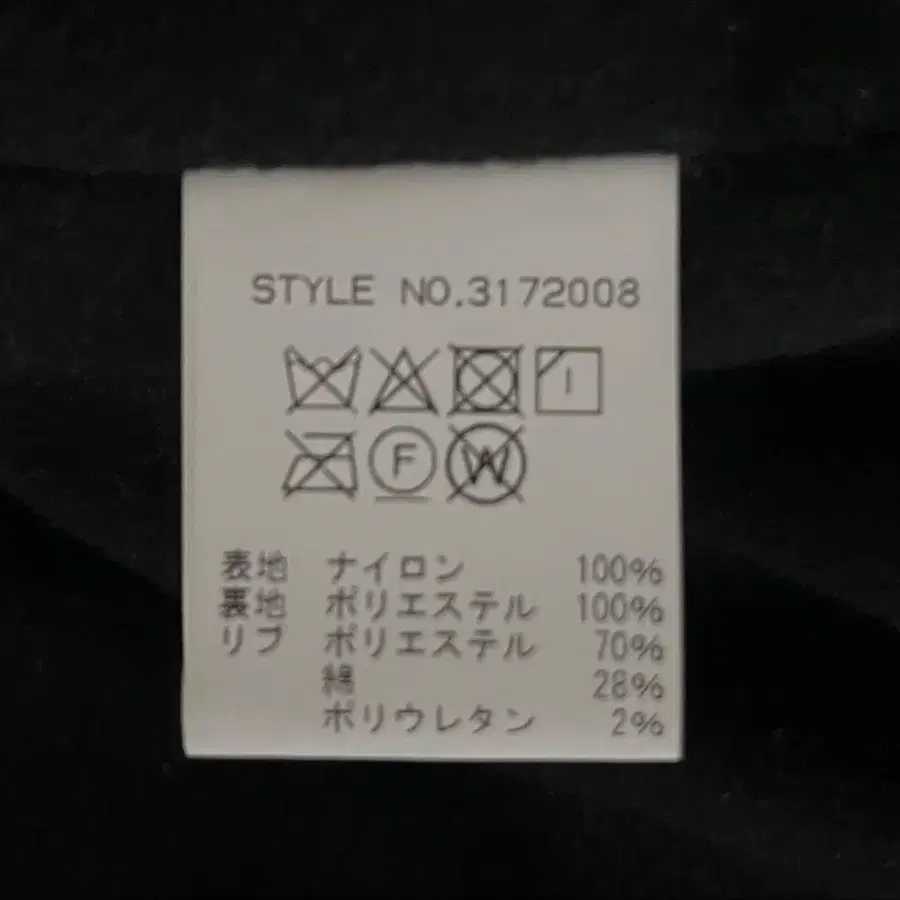 STYLE NO.3172008
F W
表地 ナイロン 100%
裏地 ポリエステル 100%
リブ ポリエステル 70%
綿 28%
ポリウレタン 2%